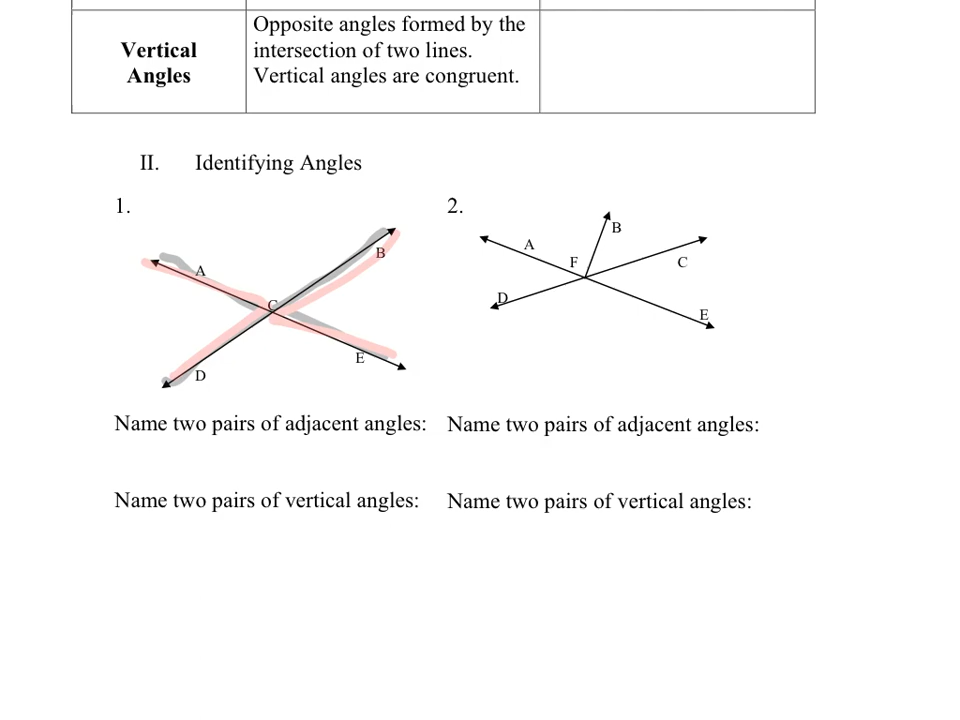 Vertical
Angles
Opposite angles formed by the
intersection of two lines.
Vertical angles are congruent.
II. Identifying Angles
1.
A
B
C
D
E
2.
A
B
F
C
D
E
Name two pairs of adjacent angles:
Name two pairs of adjacent angles:
Name two pairs of vertical angles:
Name two pairs of vertical angles: